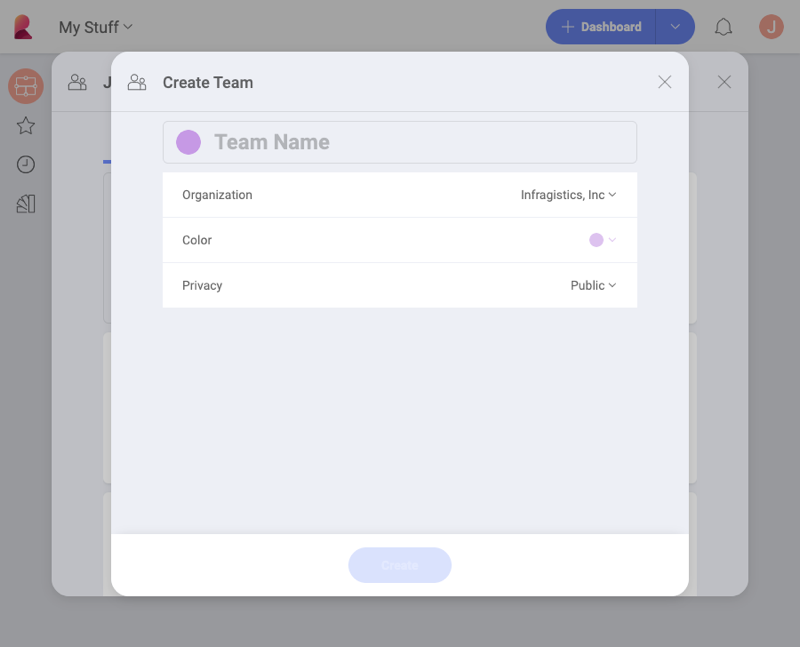 My Stuff
Dashboard
J
J
Create Team
Team Name
Organization
Infragistics, Inc
Color
Privacy
Public
Create